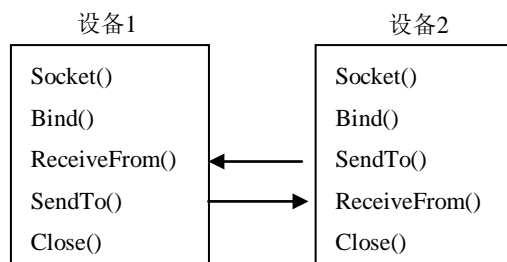 设备1
Socket()
Bind()
ReceiveFrom()
SendTo()
Close()
设备2
Socket()
Bind()
SendTo()
ReceiveFrom()
Close()